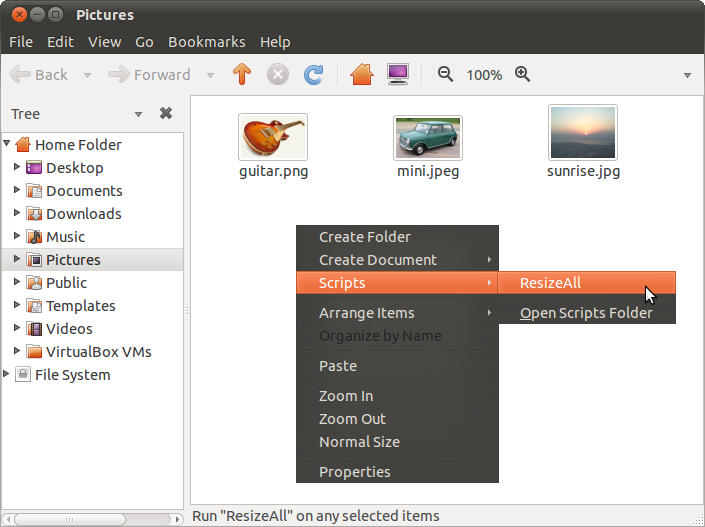 Pictures
File Edit View Go Bookmarks Help
Back Forward 100%
Tree
Home Folder
Desktop
Documents
Downloads
Music
Pictures
Public
Templates
Videos
VirtualBox VMs
File System
guitar.png mini.jpeg sunrise.jpg
Create Folder
Create Document
Scripts
ResizeAll
Open Scripts Folder
Arrange Items
Organize by Name
Paste
Zoom In
Zoom Out
Normal Size
Properties
Run "ResizeAll" on any selected items